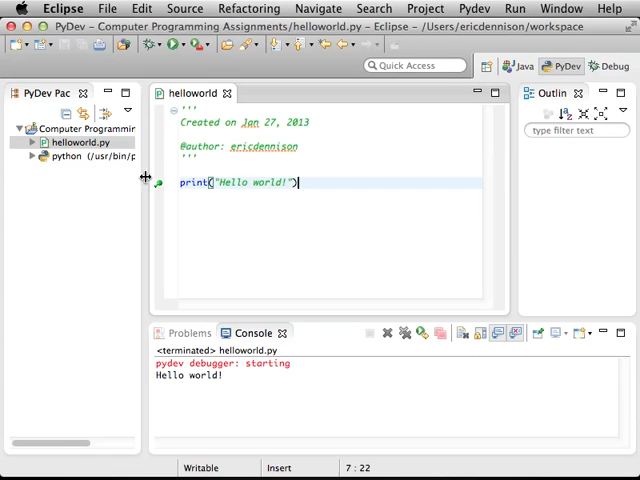 Eclipse File Edit Source Refactoring Navigate Search Project Pydev Run Window Help
PyDev - Computer Programming Assignments/helloworld.py - Eclipse - /Users/ericdennison/workspace
Quick Access
Java PyDev Debug
PyDev Pac
helloworld
Outlin
Computer Programmin
helloworld.py
python (/usr/bin/p
'''
Created on Jan 27, 2013
@author: ericdennison
'''
print("Hello world!")
type filter text
Problems Console
<terminated> helloworld.py
pydev debugger: starting
Hello world!
Writable Insert 7 : 22